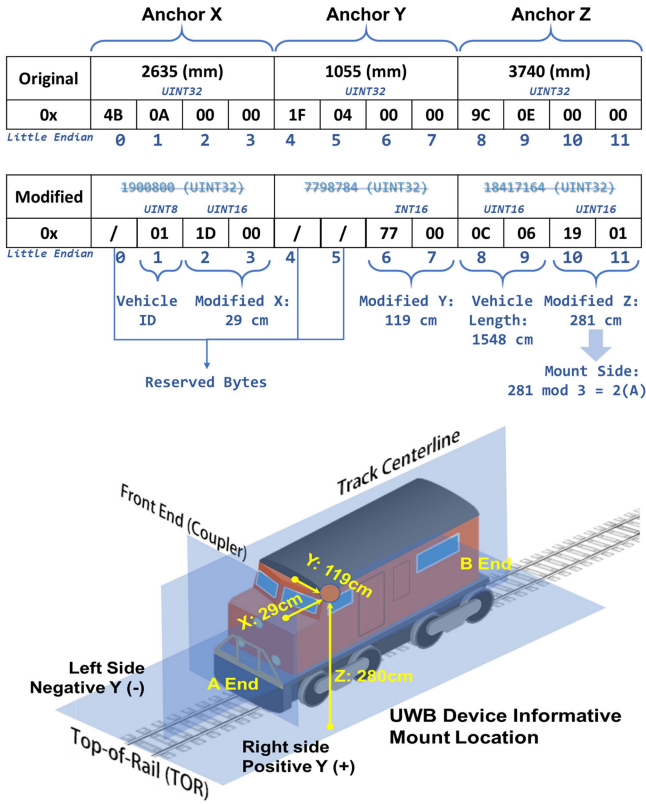 Anchor X Anchor Y Anchor Z
Original 2635 (mm) 1055 (mm) 3740 (mm)
UINT32 UINT32 UINT32
0x 4B 0A 00 00 1F 04 00 00 9C 0E 00 00
Little Endian 0 1 2 3 4 5 6 7 8 9 10 11
Modified 1900800 (UINT32) 7798784 (UINT32) 18417164 (UINT32)
UINT8 UINT16 INT16 UINT16 UINT16
0x / 01 1D 00 / / 77 00 0C 06 19 01
Little Endian 0 1 2 3 4 5 6 7 8 9 10 11
Vehicle Modified X: Modified Y: Vehicle Modified Z:
ID 29 cm 119 cm Length: 281 cm
1548 cm
Reserved Bytes
Mount Side:
281 mod 3 = 2(A)
Track Centerline
Front End (Coupler)
Y: 119cm
B End
X: 29cm
Left Side
Negative Y (-)
A End
Z: 280cm
UWB Device Informative
Mount Location
Right side
Positive Y (+)
Top-of-Rail (TOR)